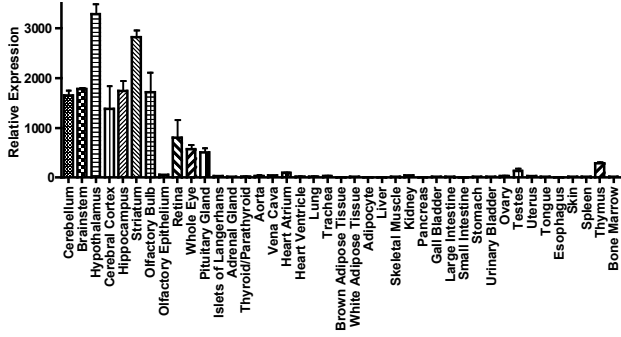 Relative Expression
3000
2000
1000
0
Cerebellum
Brainstem
Hypothalamus
Cerebral Cortex
Hippocampus
Striatum
Olfactory Bulb
Olfactory Epithelium
Retina
Whole Eye
Pituitary Gland
Islets of Langerhans
Adrenal Gland
Thyroid/Parathyroid
Aorta
Vena Cava
Heart Atrium
Heart Ventricle
Lung
Trachea
Brown Adipose Tissue
White Adipose Tissue
Adipocyte
Liver
Skeletal Muscle
Kidney
Pancreas
Gall Bladder
Large Intestine
Small Intestine
Stomach
Urinary Bladder
Ovary
Testes
Uterus
Tongue
Esophagus
Skin
Spleen
Thymus
Bone Marrow